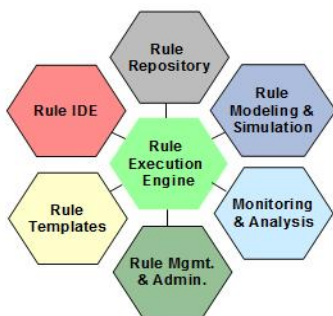 Rule
Repository
Rule IDE
Rule
Modeling &
Simulation
Rule
Execution
Engine
Rule
Templates
Monitoring
& Analysis
Rule Mgmt.
& Admin.